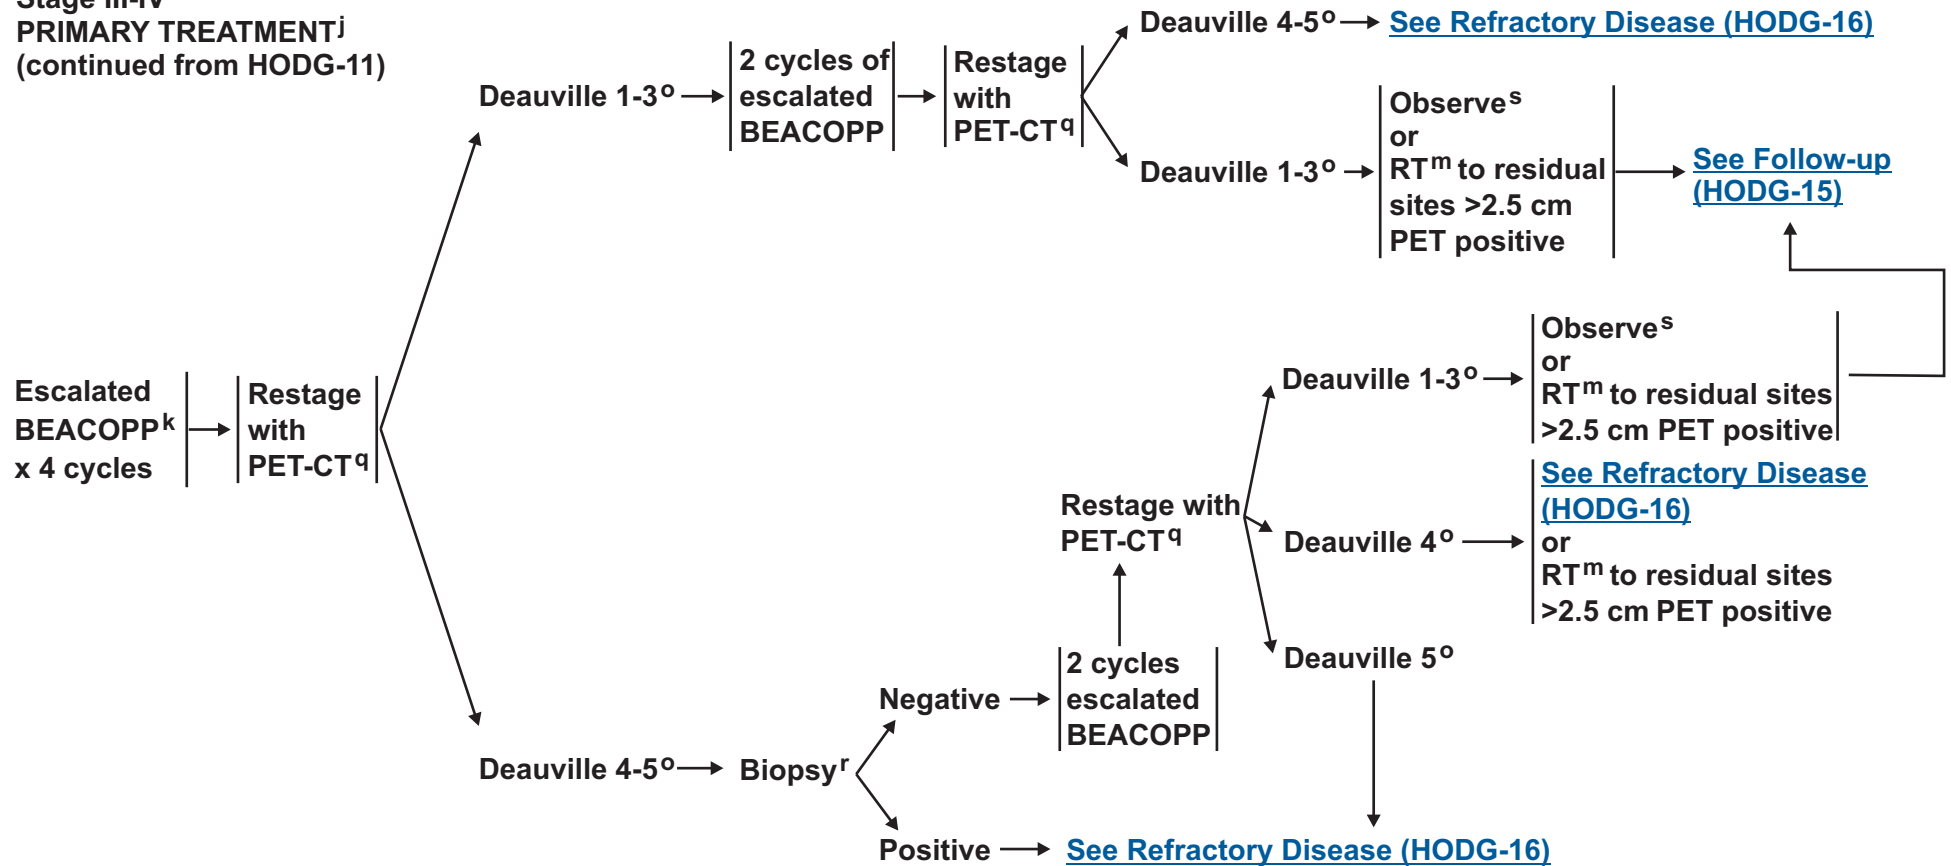 Stage III-IV
PRIMARY TREATMENTj
(continued from HODG-11)
Escalated
BEACOPPk
x 4 cycles
Restage
with
PET-CTq
Deauville 1-3o
2 cycles of
escalated
BEACOPP
Restage
with
PET-CTq
Deauville 4-5o
See Refractory Disease (HODG-16)
Deauville 1-3o
Observes
or
RTm to residual
sites >2.5 cm
PET positive
See Follow-up
(HODG-15)
Deauville 4-5o
Biopsyr
Negative
2 cycles
escalated
BEACOPP
Restage with
PET-CTq
Deauville 1-3o
Observes
or
RTm to residual sites
>2.5 cm PET positive
Deauville 4o
See Refractory Disease
(HODG-16)
or
RTm to residual sites
>2.5 cm PET positive
Deauville 5o
Positive
See Refractory Disease (HODG-16)